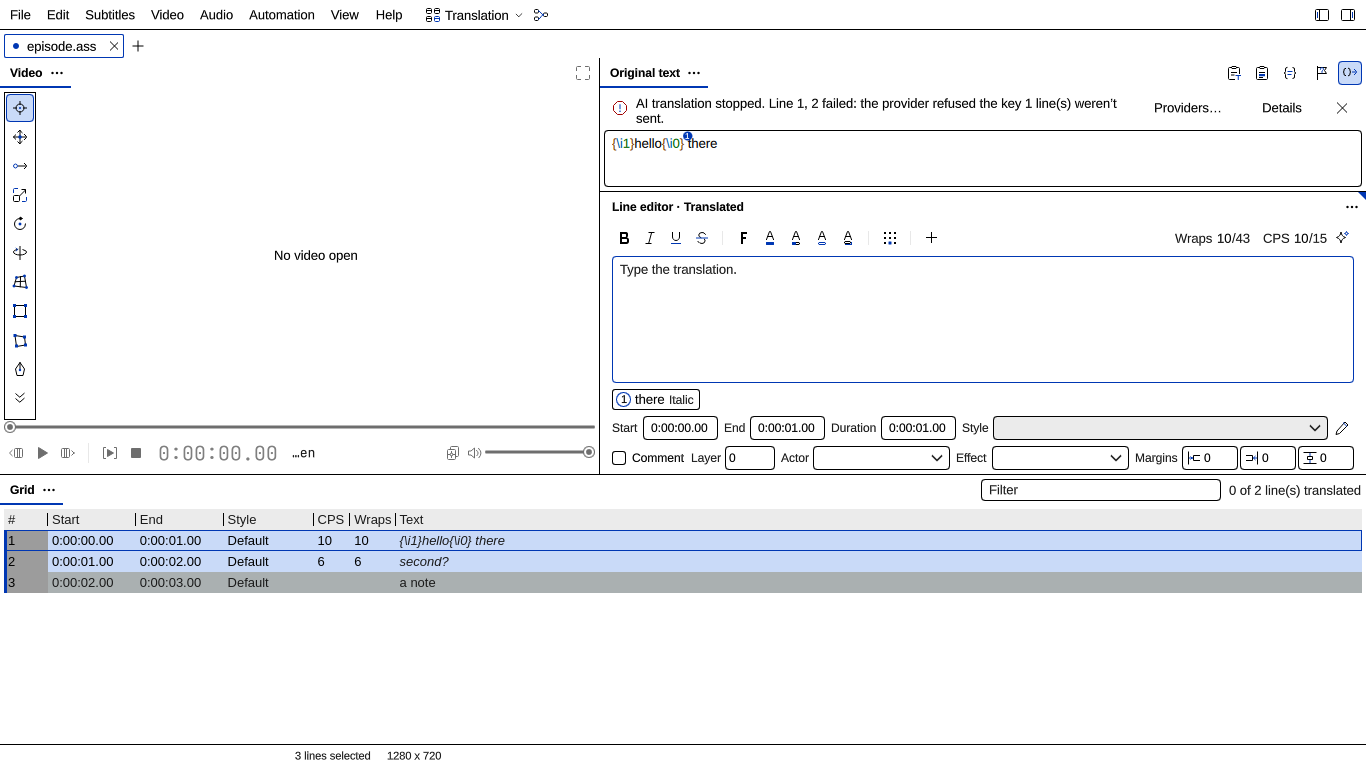 File Edit Subtitles Video Audio Automation View Help Translation
episode.ass
Video
Original text
AI translation stopped. Line 1, 2 failed: the provider refused the key 1 line(s) weren't
sent.
Providers… Details
{\i1}hello{\i0} there
1
Line editor · Translated
B I U S F A A A A Wraps 10/43 CPS 10/15
Type the translation.
No video open
1 there Italic
Start 0:00:00.00 End 0:00:01.00 Duration 0:00:01.00 Style
0:00:00.00 …en
Comment Layer 0 Actor Effect Margins 0 0 0
Grid Filter 0 of 2 line(s) translated
# Start End Style CPS Wraps Text
1 0:00:00.00 0:00:01.00 Default 10 10 {\i1}hello{\i0} there
2 0:00:01.00 0:00:02.00 Default 6 6 second?
3 0:00:02.00 0:00:03.00 Default a note
3 lines selected 1280 x 720